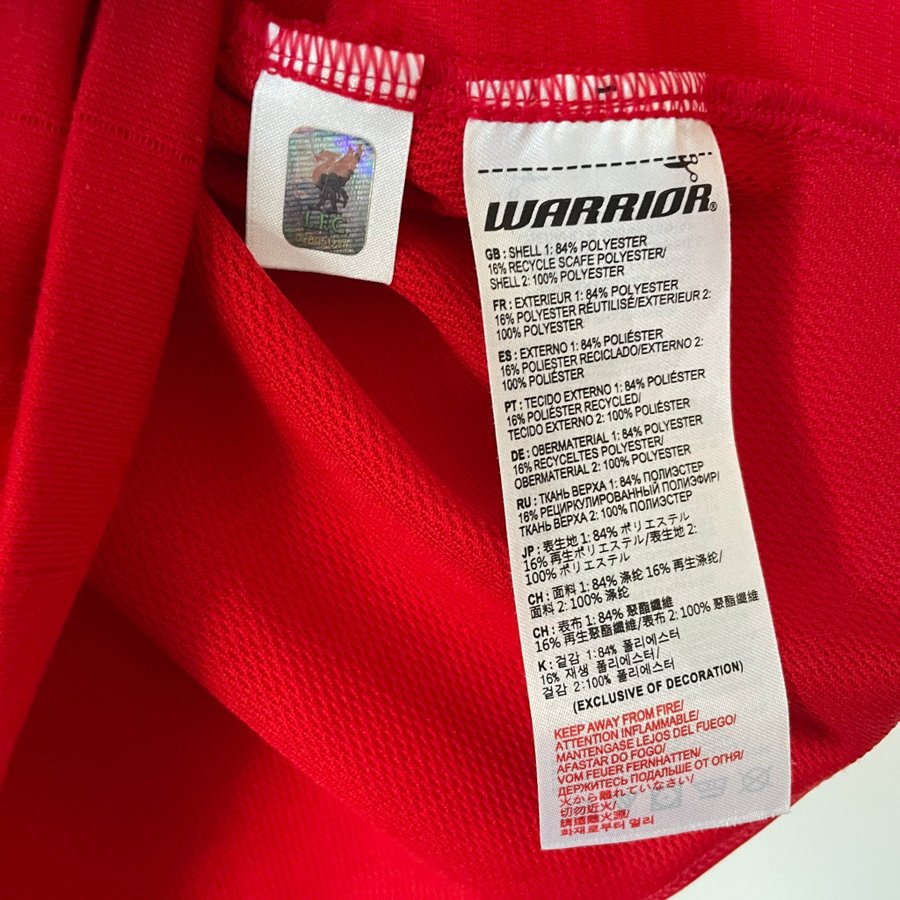 OFFICIAL LFC PRODUCT
L.F.C.
WARRIOR®
GB : SHELL 1: 84% POLYESTER
16% RECYCLE SCAFE POLYESTER/
SHELL 2: 100% POLYESTER
FR : EXTERIEUR 1: 84% POLYESTER
16% POLYESTER RÉUTILISÉ/EXTERIEUR 2:
100% POLYESTER
ES : EXTERNO 1: 84% POLIÉSTER
16% POLIESTER RECICLADO/EXTERNO 2:
100% POLIÉSTER
PT : TECIDO EXTERNO 1: 84% POLIÉSTER
16% POLIÉSTER RECYCLED/
TECIDO EXTERNO 2: 100% POLIÉSTER
DE : OBERMATERIAL 1: 84% POLYESTER
16% RECYCELTES POLYESTER/
OBERMATERIAL 2: 100% POLYESTER
RU : ТКАНЬ ВЕРХА 1: 84% ПОЛИЭСТЕР
16% РЕЦИРКУЛИРОВАННЫЙ ПОЛИЭФИР/
ТКАНЬ ВЕРХА 2: 100% ПОЛИЭСТЕР
JP : 表生地 1: 84% ポリエステル
16% 再生ポリエステル/表生地 2:
100% ポリエステル
CH : 面料 1: 84% 涤纶 16% 再生涤纶/
面料 2: 100% 涤纶
CH : 表布 1: 84% 聚酯纖維
16% 再生聚酯纖維/表布 2: 100% 聚酯纖維
K : 겉감 1:84% 폴리에스터
16% 재생 폴리에스터/
겉감 2:100% 폴리에스터
(EXCLUSIVE OF DECORATION)
KEEP AWAY FROM FIRE/
ATTENTION INFLAMMABLE/
MANTENGASE LEJOS DEL FUEGO/
AFASTAR DO FOGO/
VOM FEUER FERNHATTEN/
ДЕРЖИТЕСЬ ПОДАЛЬШЕ ОТ ОГНЯ/
火から離れていなさい/
切勿近火/
請遠離火源/
화재로부터 멀리